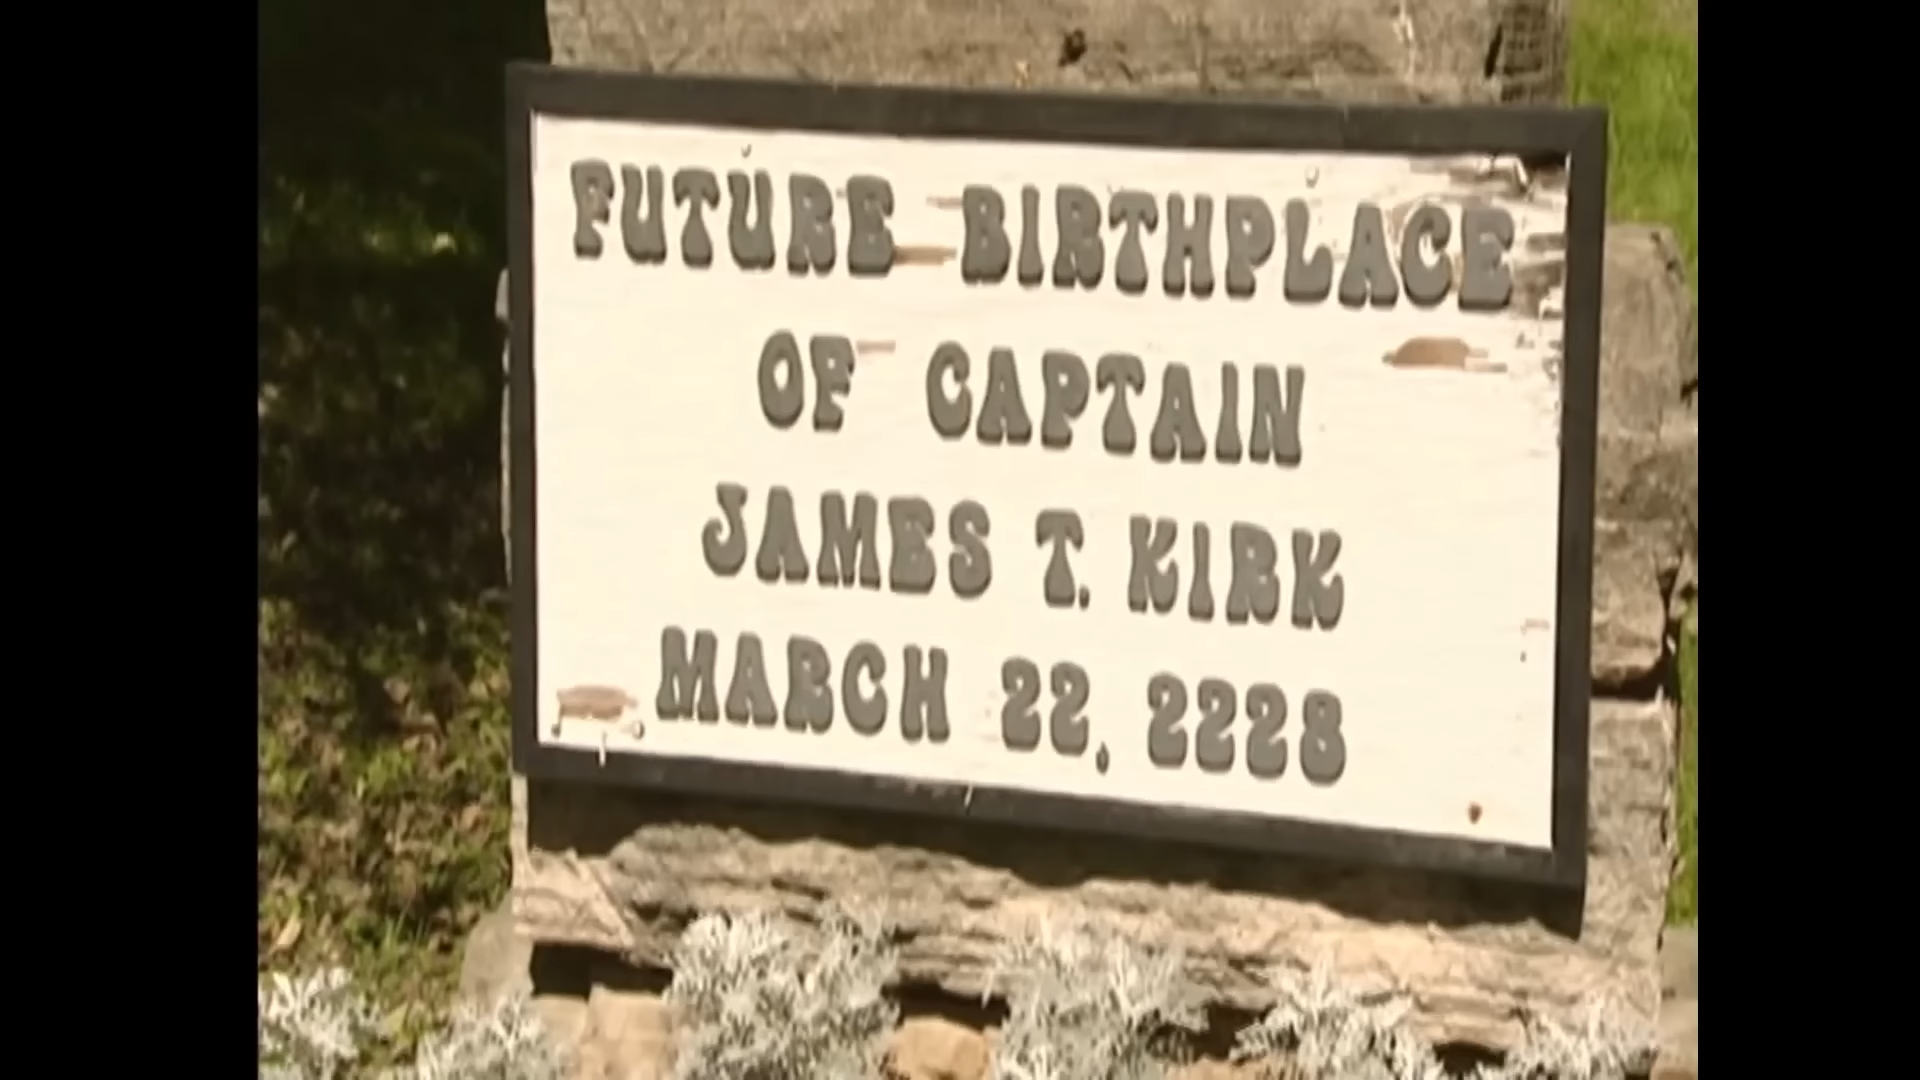 FUTURE BIRTHPLACE
OF CAPTAIN
JAMES T. KIRK
MARCH 22, 2228